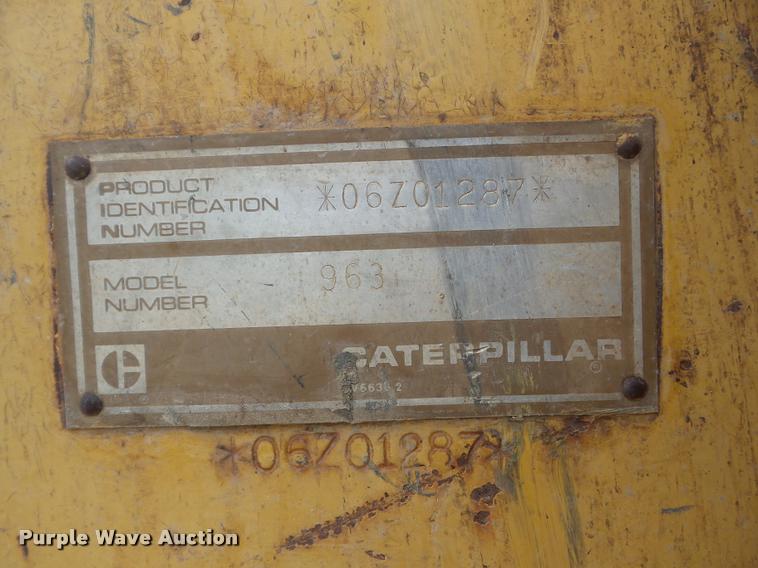 PRODUCT
IDENTIFICATION
NUMBER
*06Z01287*
MODEL
NUMBER
963
CATERPILLAR
*06Z01287*
Purple Wave Auction